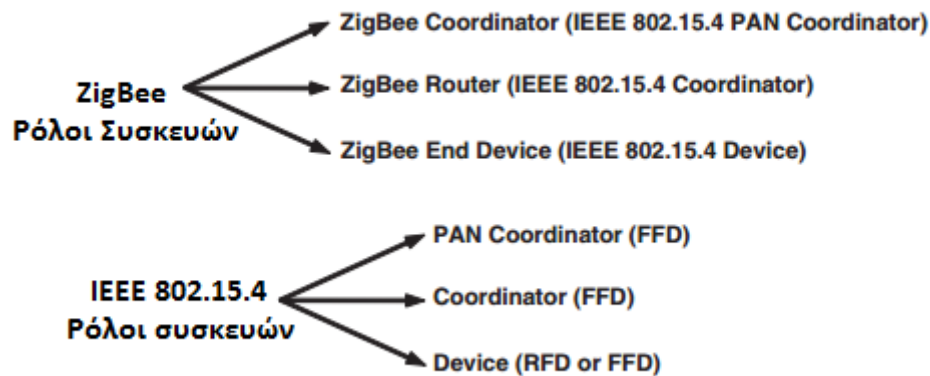 ZigBee Coordinator (IEEE 802.15.4 PAN Coordinator)
ZigBee
Ρόλοι Συσκευών
ZigBee Router (IEEE 802.15.4 Coordinator)
ZigBee End Device (IEEE 802.15.4 Device)
PAN Coordinator (FFD)
IEEE 802.15.4
Ρόλοι συσκευών
Coordinator (FFD)
Device (RFD or FFD)